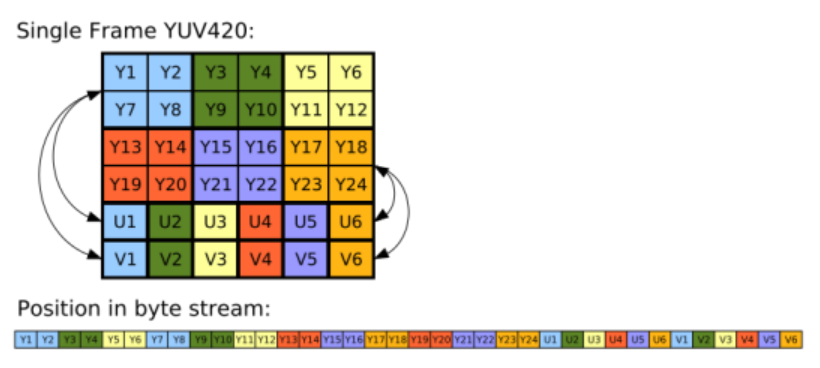 Single Frame YUV420:
Y1 Y2 Y3 Y4 Y5 Y6
Y7 Y8 Y9 Y10 Y11 Y12
Y13 Y14 Y15 Y16 Y17 Y18
Y19 Y20 Y21 Y22 Y23 Y24
U1 U2 U3 U4 U5 U6
V1 V2 V3 V4 V5 V6
Position in byte stream:
Y1 Y2 Y3 Y4 Y5 Y6 Y7 Y8 Y9 Y10 Y11 Y12 Y13 Y14 Y15 Y16 Y17 Y18 Y19 Y20 Y21 Y22 Y23 Y24 U1 U2 U3 U4 U5 U6 V1 V2 V3 V4 V5 V6